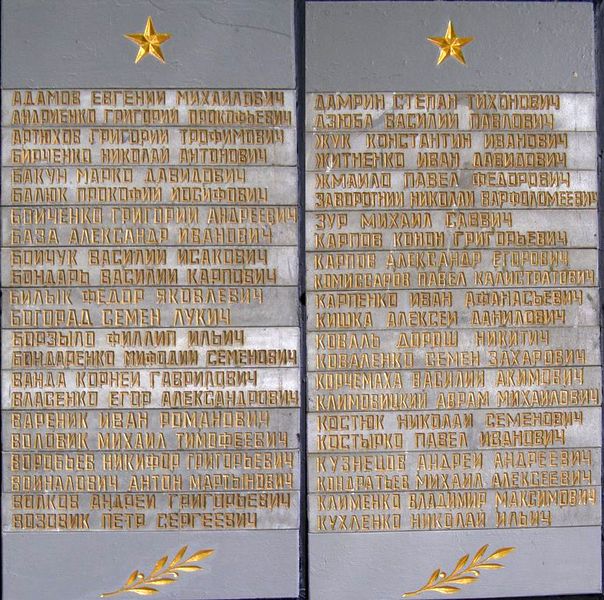 АДАМОВ ЕВГЕНИЙ МИХАИЛОВИЧ
АНДРИЕНКО ГРИГОРИЙ ПРОКОФЬЕВИЧ
АРТЮХОВ ГРИГОРИЙ ТРОФИМОВИЧ
БИРЧЕНКО НИКОЛАЙ АНТОНОВИЧ
БАКУН МАРКО ДАВИДОВИЧ
БАЛЮК ПРОКОФИЙ ИОСИФОВИЧ
БОЙЧЕНКО ГРИГОРИЙ АНДРЕЕВИЧ
БАЗА АЛЕКСАНДР ИВАНОВИЧ
БОЙЧУК ВАСИЛИЙ ИСАКОВИЧ
БОНДАРЬ ВАСИЛИЙ КАРПОВИЧ
БИЛЫК ФЕДОР ЯКОВЛЕВИЧ
БОГОРАД СЕМЕН ЛУКИЧ
БОРЗЫЛО ФИЛИП ИЛЬИЧ
БОНДАРЕНКО МИФОДИЙ СЕМЕНОВИЧ
ВАНДА КОРНЕЙ ГАВРИЛОВИЧ
ВЛАСЕНКО ЕГОР АЛЕКСАНДРОВИЧ
ВАРЕНИК ИВАН РОМАНОВИЧ
ВОЛОВИК МИХАИЛ ТИМОФЕЕВИЧ
ВОРОБЬЕВ НИКИФОР ГРИГОРЬЕВИЧ
ВОЙНАЛОВИЧ АНТОН МАРТЫНОВИЧ
ВОЛКОВ АНДРЕЙ ГРИГОРЬЕВИЧ
ВОЗОВИК ПЕТР СЕРГЕЕВИЧ
ДАМРИН СТЕПАН ТИХОНОВИЧ
ДЗЮБА ВАСИЛИЙ ПАВЛОВИЧ
ЖУК КОНСТАНТИН ИВАНОВИЧ
ЖИТНЕНКО ИВАН ДАВИДОВИЧ
ЖМАЙЛО ПАВЕЛ ФЕДОРОВИЧ
ЗАВОРОТНИЙ НИКОЛАЙ ВАРФОЛОМЕЕВИЧ
ЗУР МИХАИЛ САВВИЧ
КАРПОВ КОНОН ГРИГОРЬЕВИЧ
КАРПОВ АЛЕКСАНДР ЕГОРОВИЧ
КОМИССАРОВ ПАВЕЛ КАЛИСТРАТОВИЧ
КАРПЕНКО ИВАН АФАНАСЬЕВИЧ
КИШКА АЛЕКСЕЙ ДАНИЛОВИЧ
КОВАЛЬ ДОРОШ НИКИТИЧ
КОВАЛЕНКО СЕМЕН ЗАХАРОВИЧ
КОРЧЕМАХА ВАСИЛИЙ АКИМОВИЧ
КЛИМОВИЦКИЙ АВРАМ МИХАЙЛОВИЧ
КОСТЮК НИКОЛАЙ СЕМЕНОВИЧ
КОСТЫРКО ПАВЕЛ ИВАНОВИЧ
КУЗНЕЦОВ АНДРЕЙ АНДРЕЕВИЧ
КОНДРАТЬЕВ МИХАИЛ АЛЕКСЕЕВИЧ
КЛИМЕНКО ВЛАДИМИР МАКСИМОВИЧ
КУХЛЕНКО НИКОЛАЙ ИЛЬИЧ